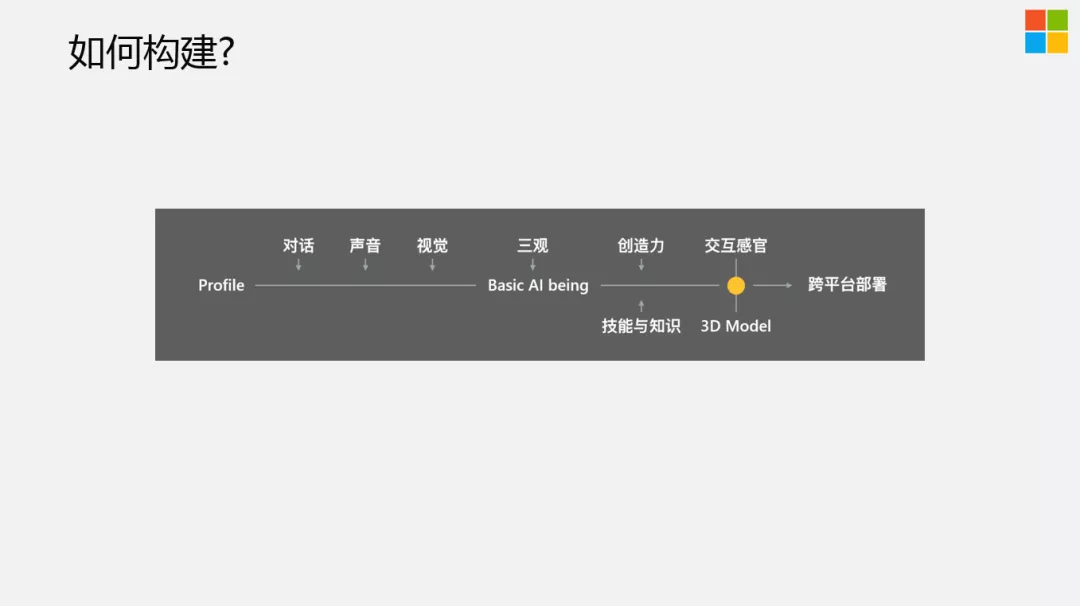 如何构建?
对话 声音 视觉 三观 创造力 交互感官
Profile Basic AI being 跨平台部署
技能与知识 3D Model